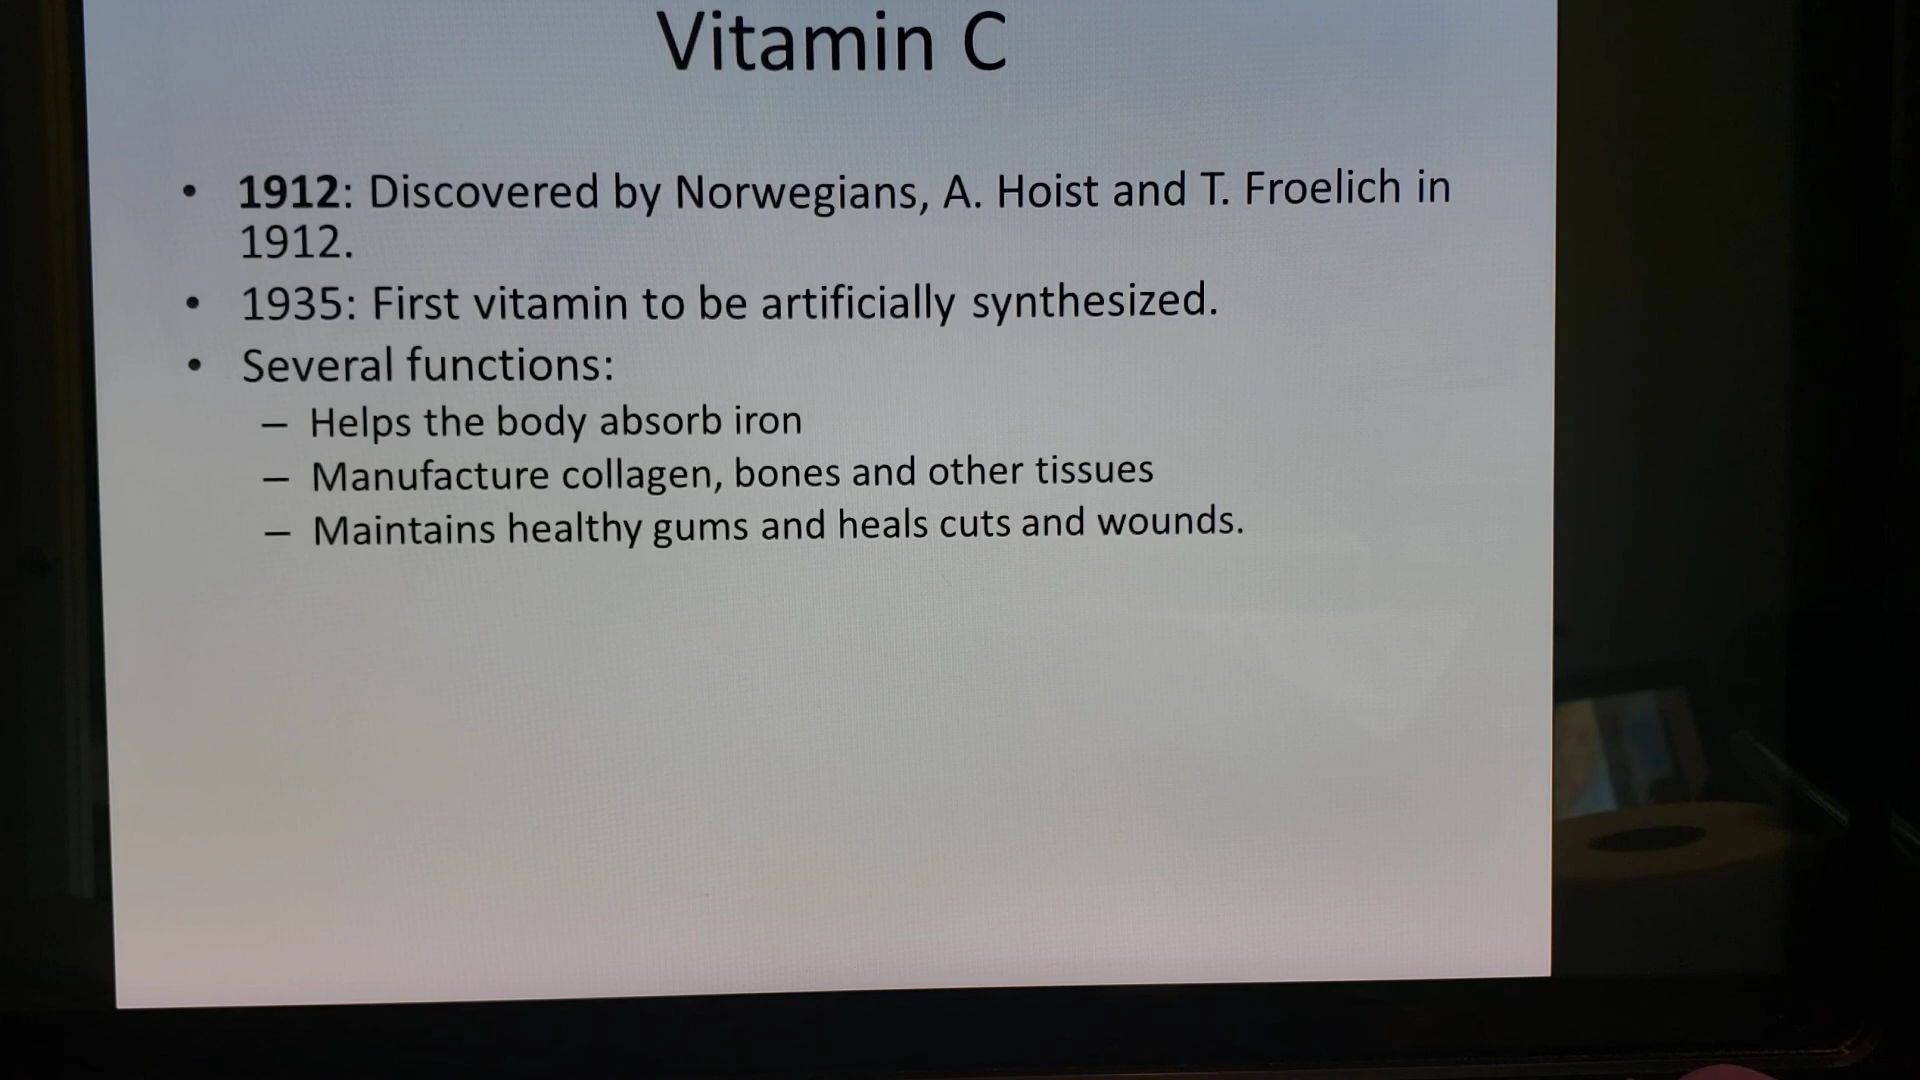 Vitamin C
• 1912: Discovered by Norwegians, A. Hoist and T. Froelich in
1912.
• 1935: First vitamin to be artificially synthesized.
• Several functions:
– Helps the body absorb iron
– Manufacture collagen, bones and other tissues
– Maintains healthy gums and heals cuts and wounds.